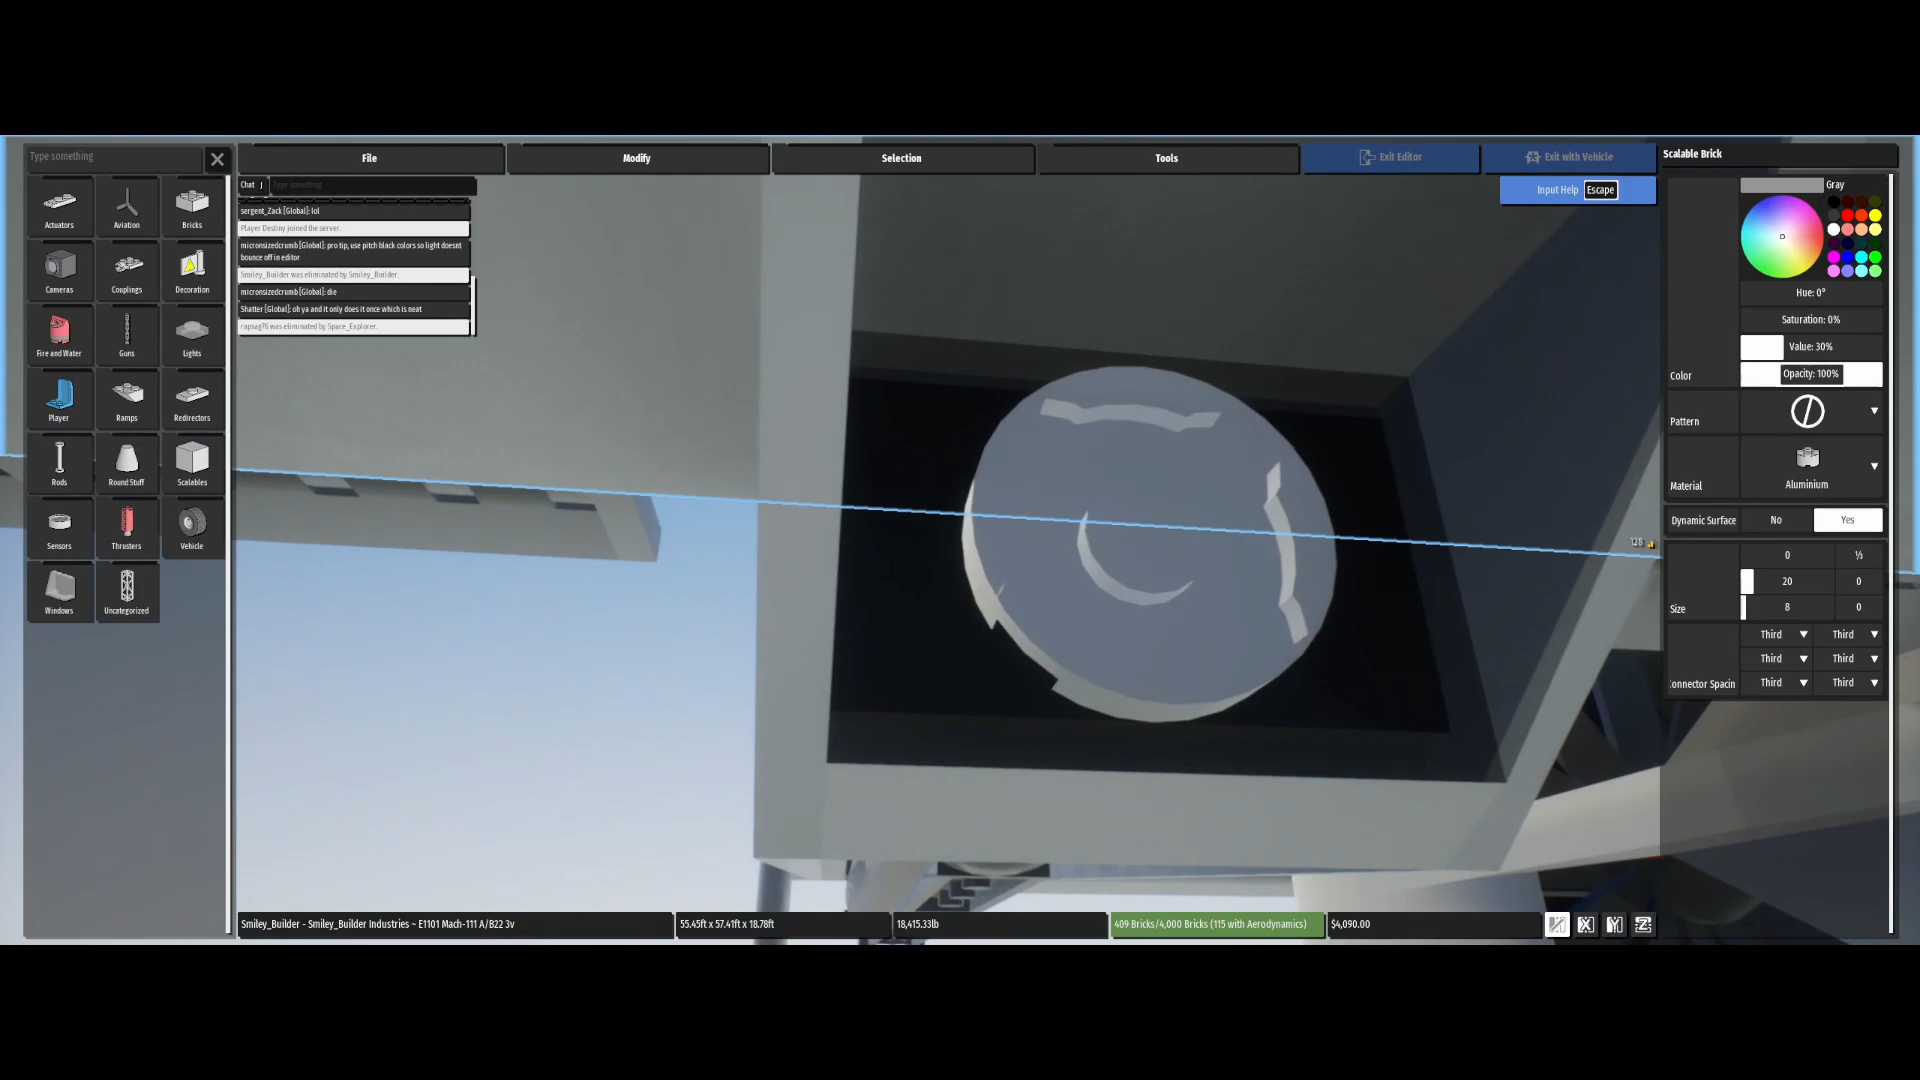 Type something
File
Modify
Selection
Tools
Exit Editor
Exit with Vehicle
Scalable Brick
Input Help Escape
Chat J Type something
sergent_Zack [Global]: lol
Player Destiny joined the server.
micronsizedcrumb [Global]: pro tip, use pitch black colors so light doesnt
bounce off in editor
Smiley_Builder was eliminated by Smiley_Builder.
micronsizedcrumb [Global]: die
Shatter [Global]: oh ya and it only does it once which is neat
rapsag76 was eliminated by Space_Explorer.
Actuators
Aviation
Bricks
Cameras
Couplings
Decoration
Fire and Water
Guns
Lights
Player
Ramps
Redirectors
Rods
Round Stuff
Scalables
Sensors
Thrusters
Vehicle
Windows
Uncategorized
Gray
Hue: 0°
Saturation: 0%
Value: 30%
Color
Opacity: 100%
Pattern
Material
Aluminium
Dynamic Surface No Yes
0 ⅓
20 0
Size 8 0
Third Third
Third Third
Connector Spacin Third Third
128
Smiley_Builder - Smiley_Builder Industries ~ E1101 Mach-111 A/B22 3v
55.45ft x 57.41ft x 18.78ft
18,415.33lb
409 Bricks/4,000 Bricks (115 with Aerodynamics)
$4,090.00
X
Y
Z